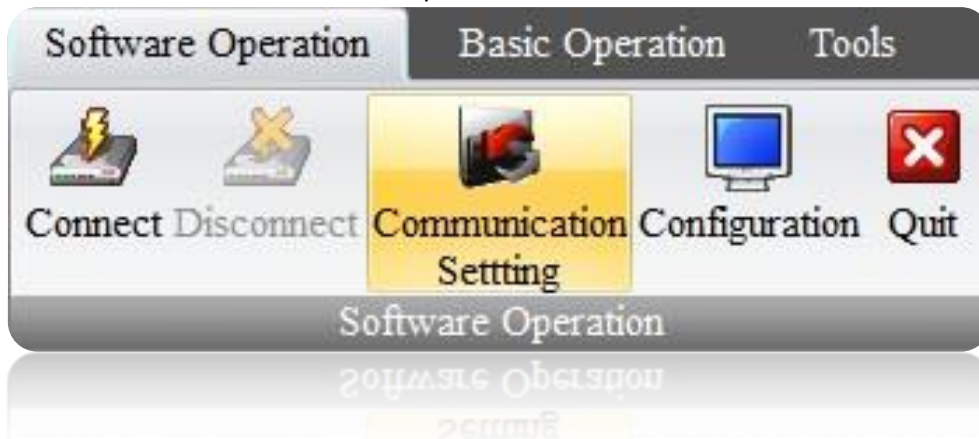 Software Operation Basic Operation Tools
Connect Disconnect Communication Settting Configuration Quit
Software Operation